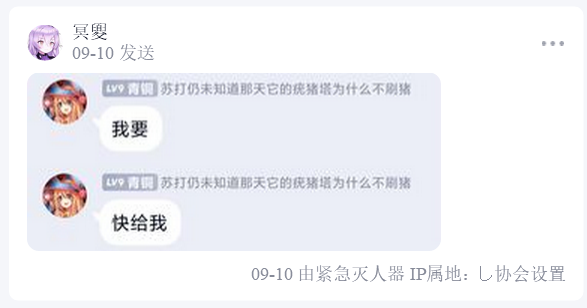 冥㚞
09-10 发送
LV9 青铜 苏打仍未知道那天它的疣猪塔为什么不刷猪
我要
LV9 青铜 苏打仍未知道那天它的疣猪塔为什么不刷猪
快给我
09-10 由紧急灭人器 IP属地：乚协会设置